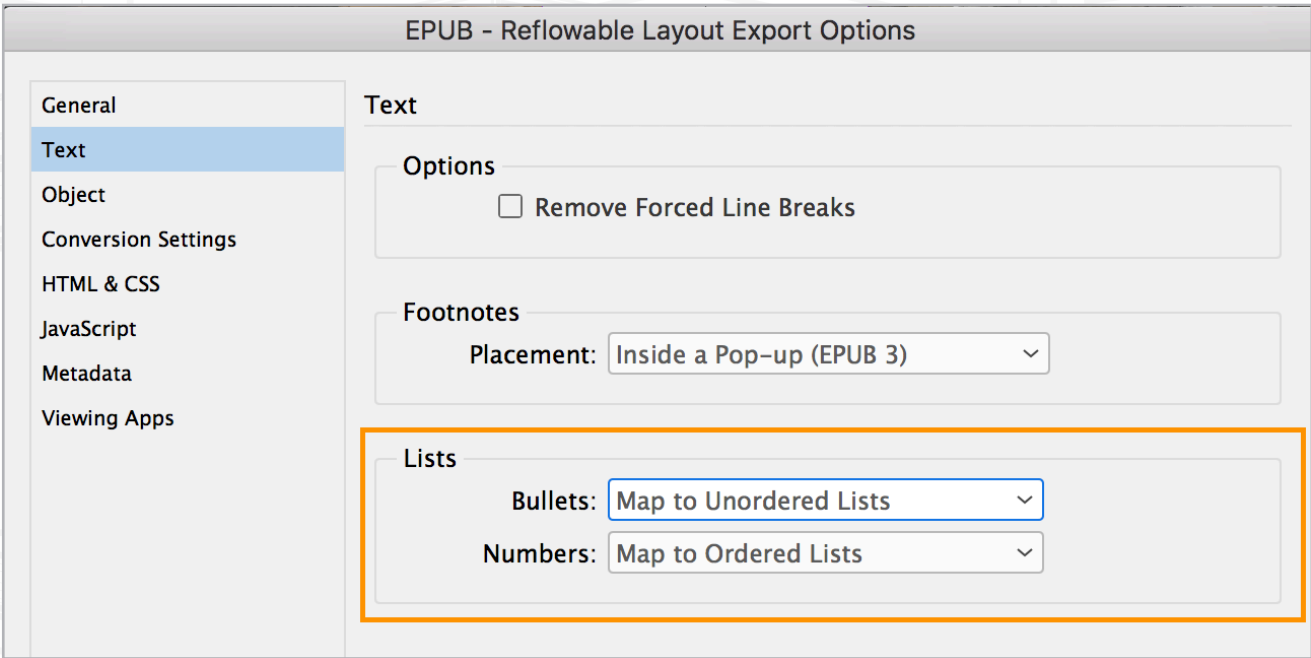 EPUB - Reflowable Layout Export Options
General
Text
Object
Conversion Settings
HTML & CSS
JavaScript
Metadata
Viewing Apps
Text
Options
Remove Forced Line Breaks
Footnotes
Placement: Inside a Pop-up (EPUB 3)
Lists
Bullets: Map to Unordered Lists
Numbers: Map to Ordered Lists